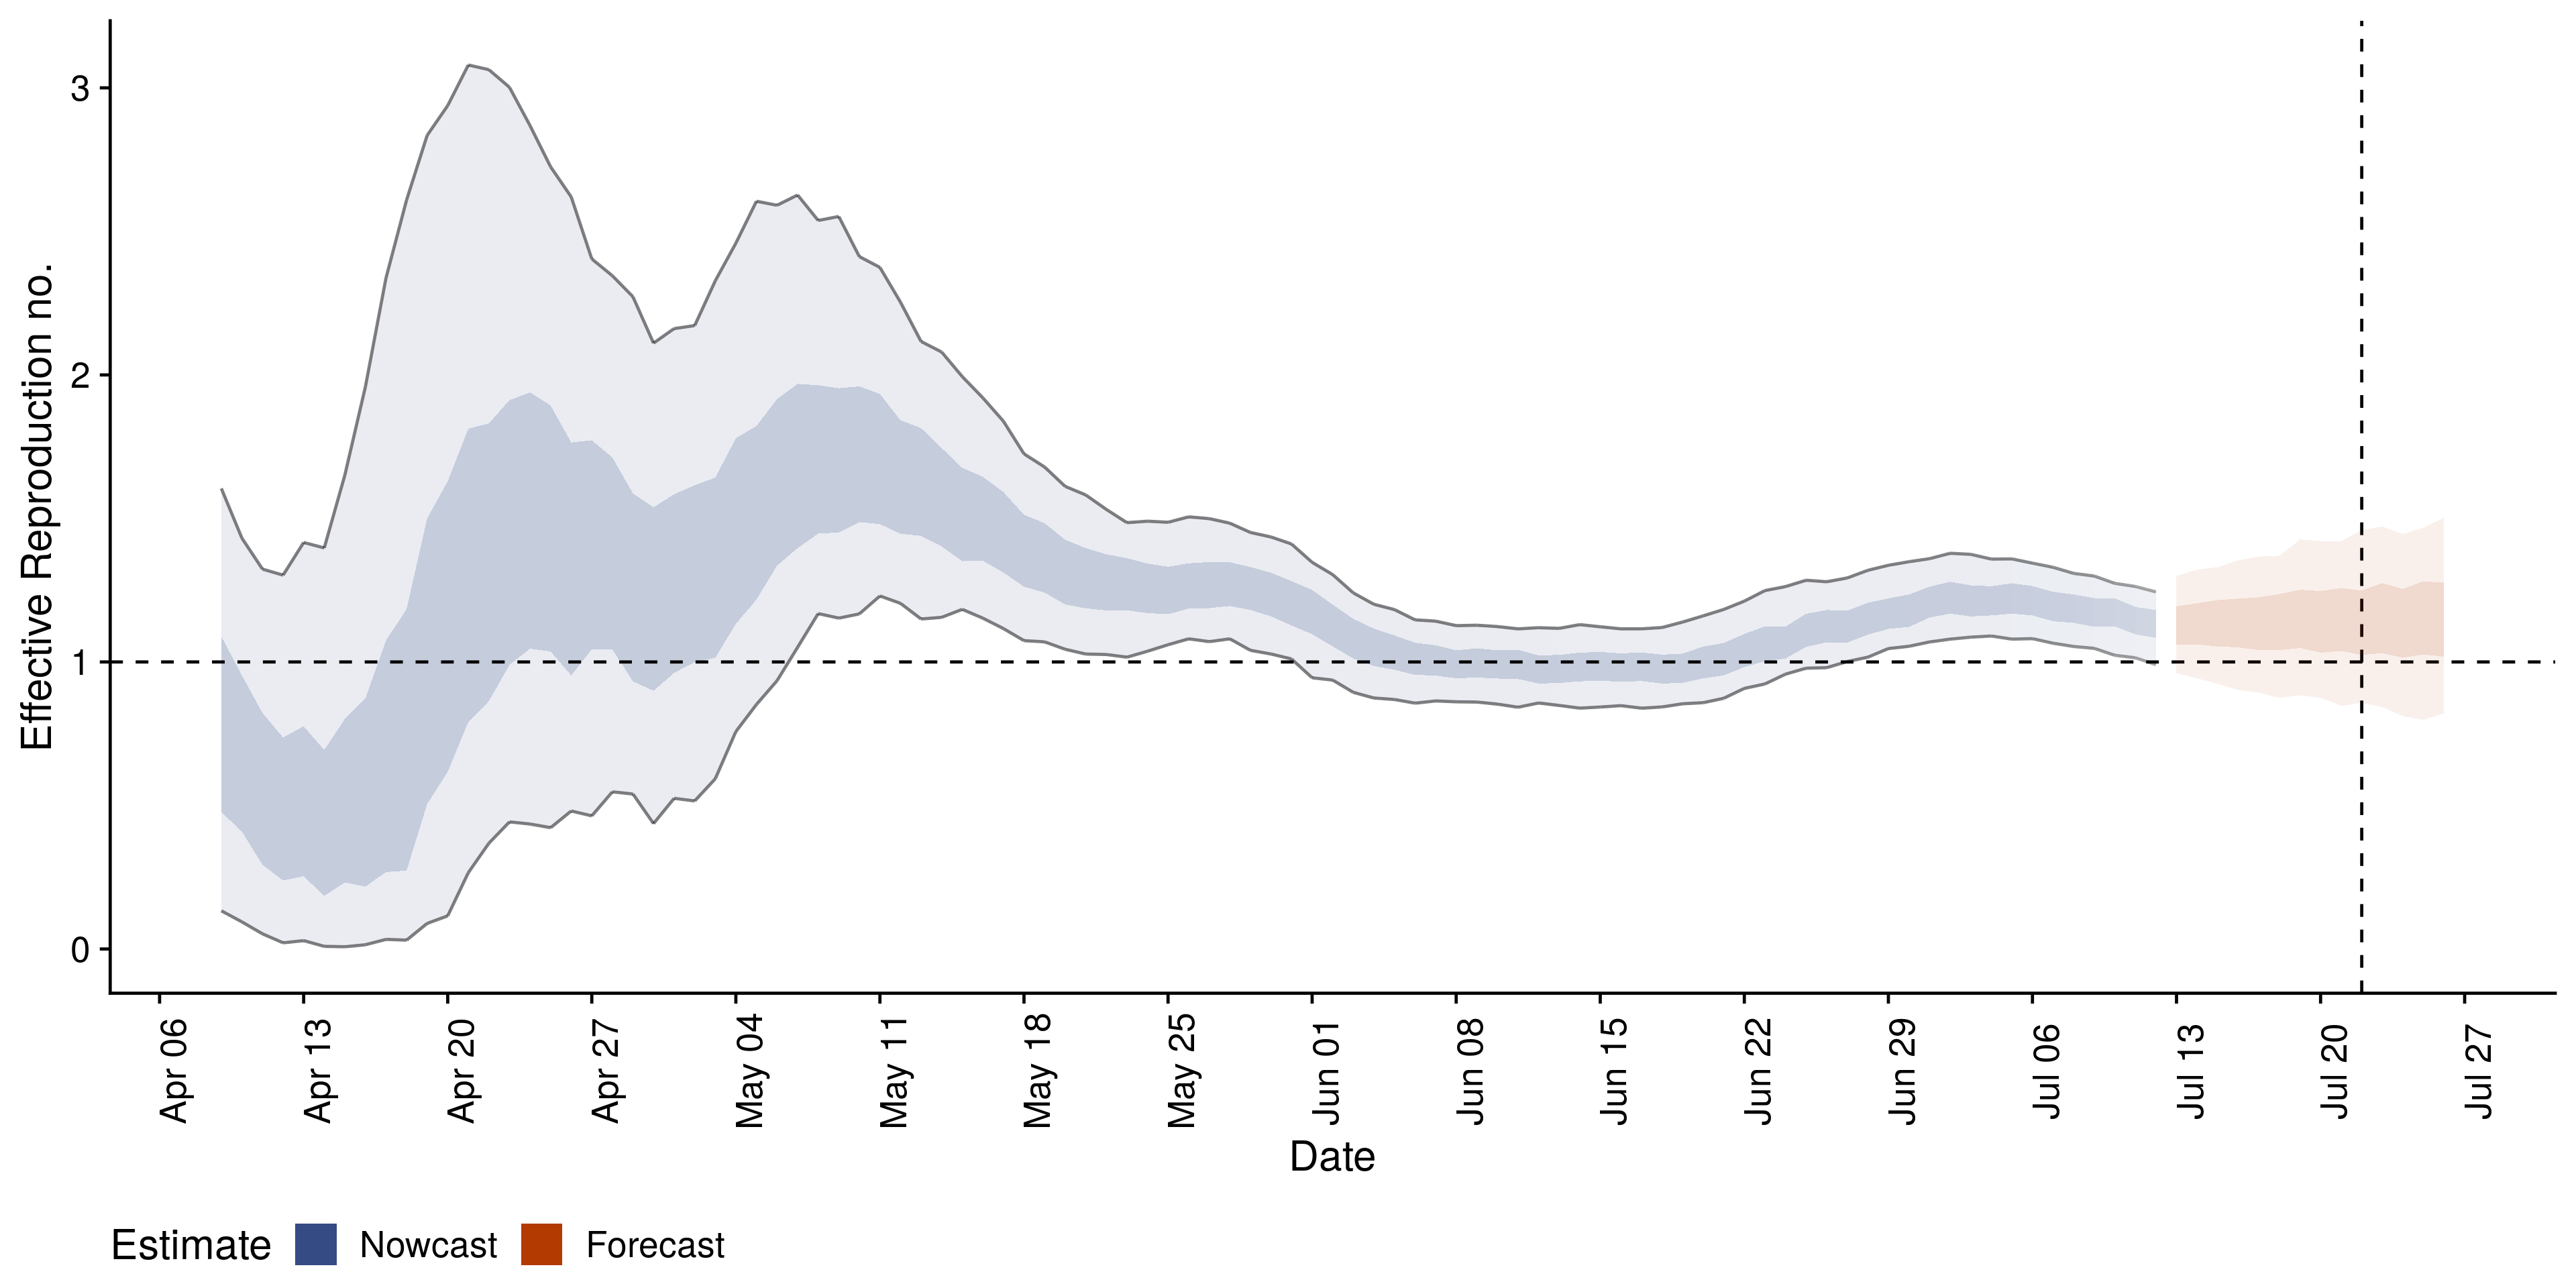 Effective Reproduction no.
3
2
1
0
Apr 06
Apr 13
Apr 20
Apr 27
May 04
May 11
May 18
May 25
Jun 01
Jun 08
Jun 15
Jun 22
Jun 29
Jul 06
Jul 13
Jul 20
Jul 27
Date
Estimate Nowcast Forecast